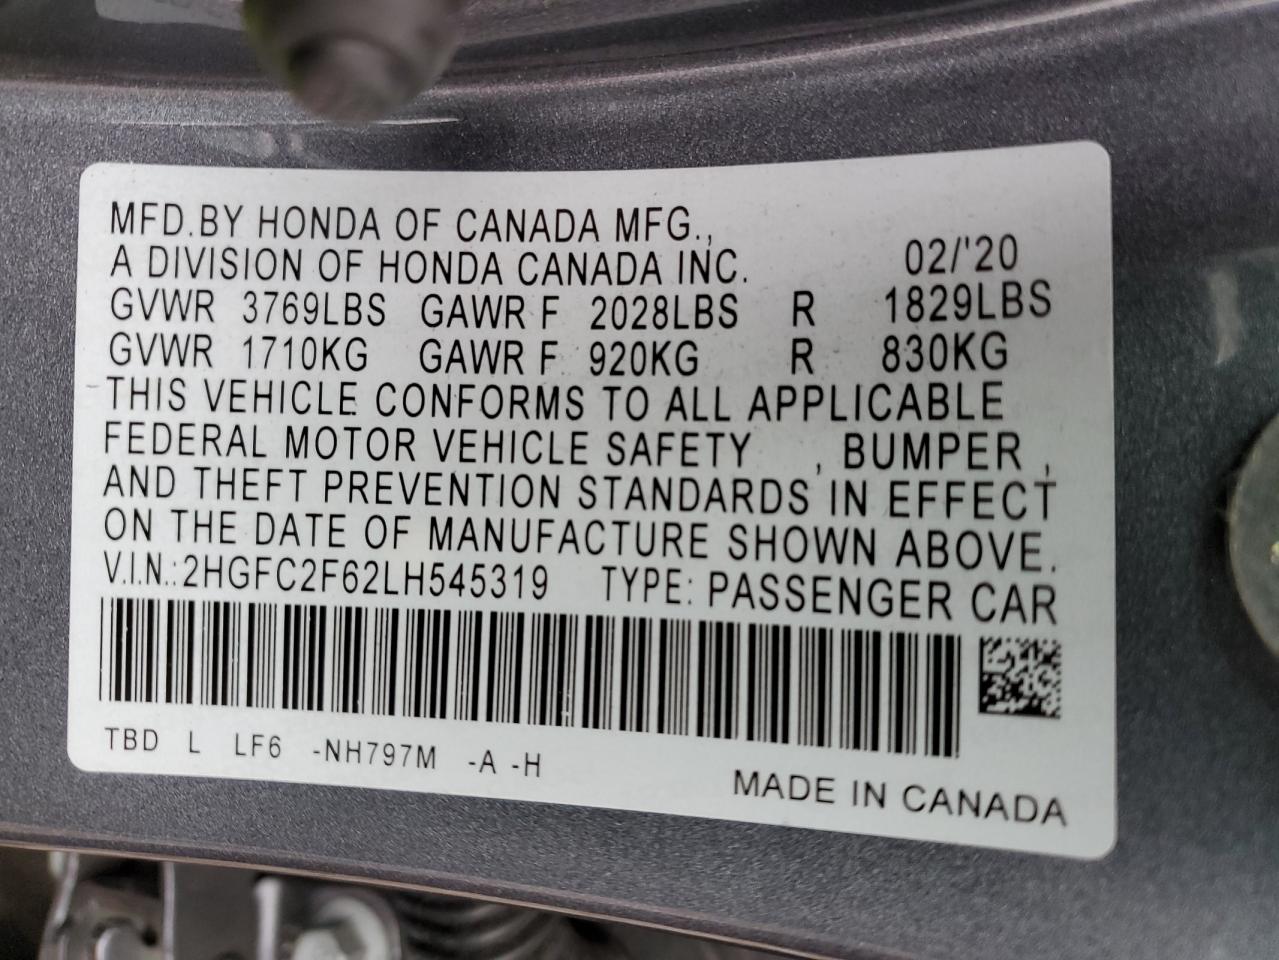 MFD.BY HONDA OF CANADA MFG.,
A DIVISION OF HONDA CANADA INC. 02/'20
GVWR 3769LBS GAWR F 2028LBS R 1829LBS
GVWR 1710KG GAWR F 920KG R 830KG
THIS VEHICLE CONFORMS TO ALL APPLICABLE
FEDERAL MOTOR VEHICLE SAFETY , BUMPER ,
AND THEFT PREVENTION STANDARDS IN EFFECT
ON THE DATE OF MANUFACTURE SHOWN ABOVE.
V.I.N.:2HGFC2F62LH545319 TYPE: PASSENGER CAR
TBD L LF6 -NH797M -A -H
MADE IN CANADA